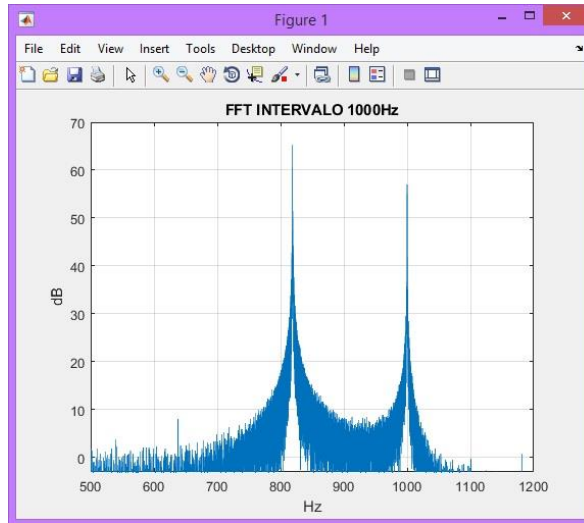 Figure 1
File Edit View Insert Tools Desktop Window Help
FFT INTERVALO 1000Hz
70
60
50
40
30
20
10
0
dB
500 600 700 800 900 1000 1100 1200
Hz